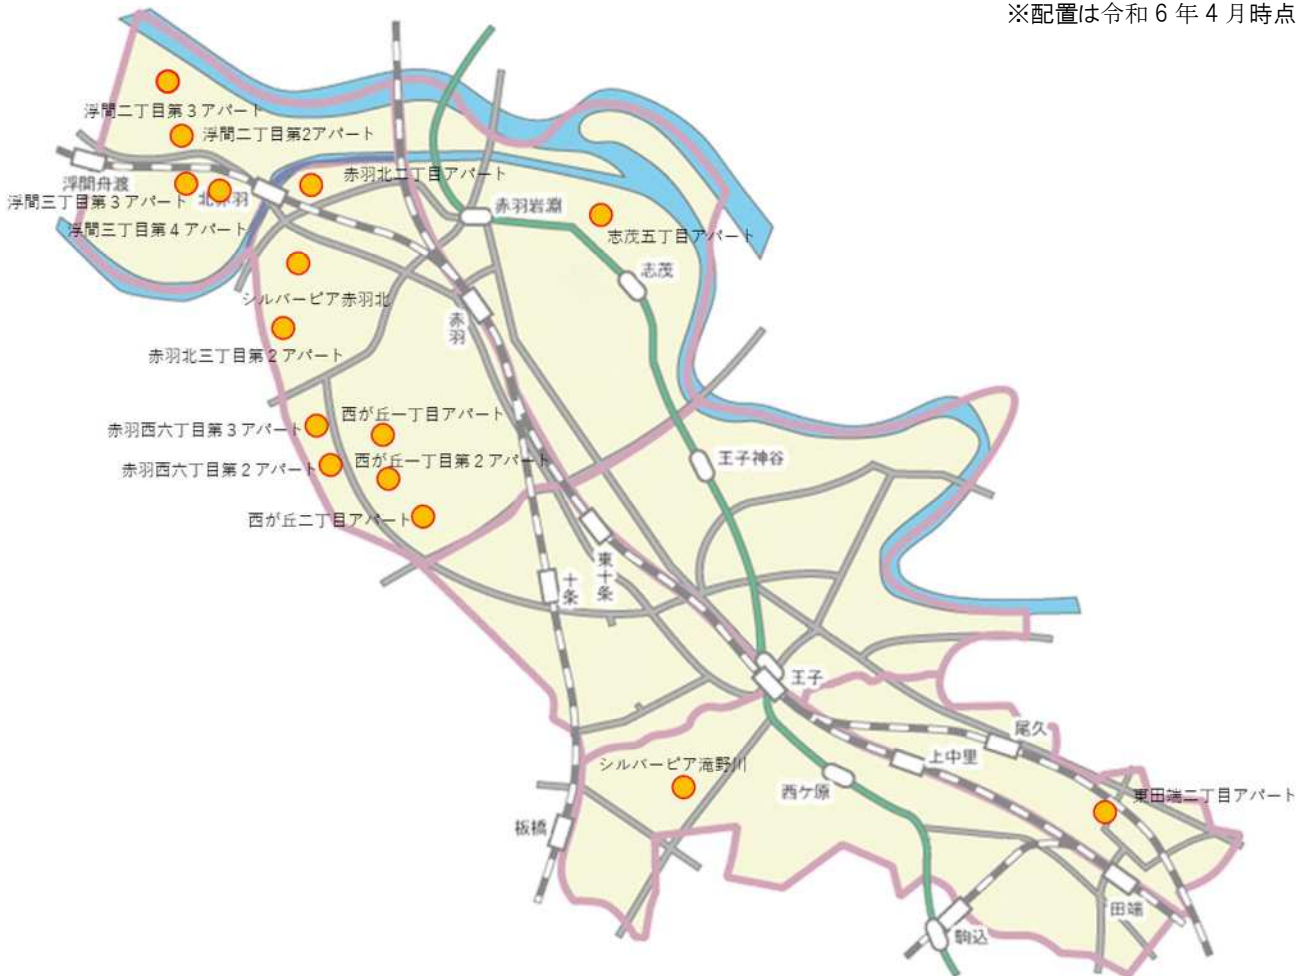 ※配置は令和６年４月時点
浮間二丁目第３アパート
浮間二丁目第2アパート
浮間舟渡
北赤羽
赤羽北二丁目アパート
浮間三丁目第３アパート
浮間三丁目第４アパート
赤羽岩淵
志茂五丁目アパート
志茂
シルバーピア赤羽北
赤羽
赤羽北三丁目第２アパート
西が丘一丁目アパート
赤羽西六丁目第３アパート
赤羽西六丁目第２アパート
西が丘一丁目第２アパート
王子神谷
西が丘二丁目アパート
東十条
十条
王子
尾久
上中里
シルバーピア滝野川
西ケ原
東田端二丁目アパート
板橋
田端
駒込